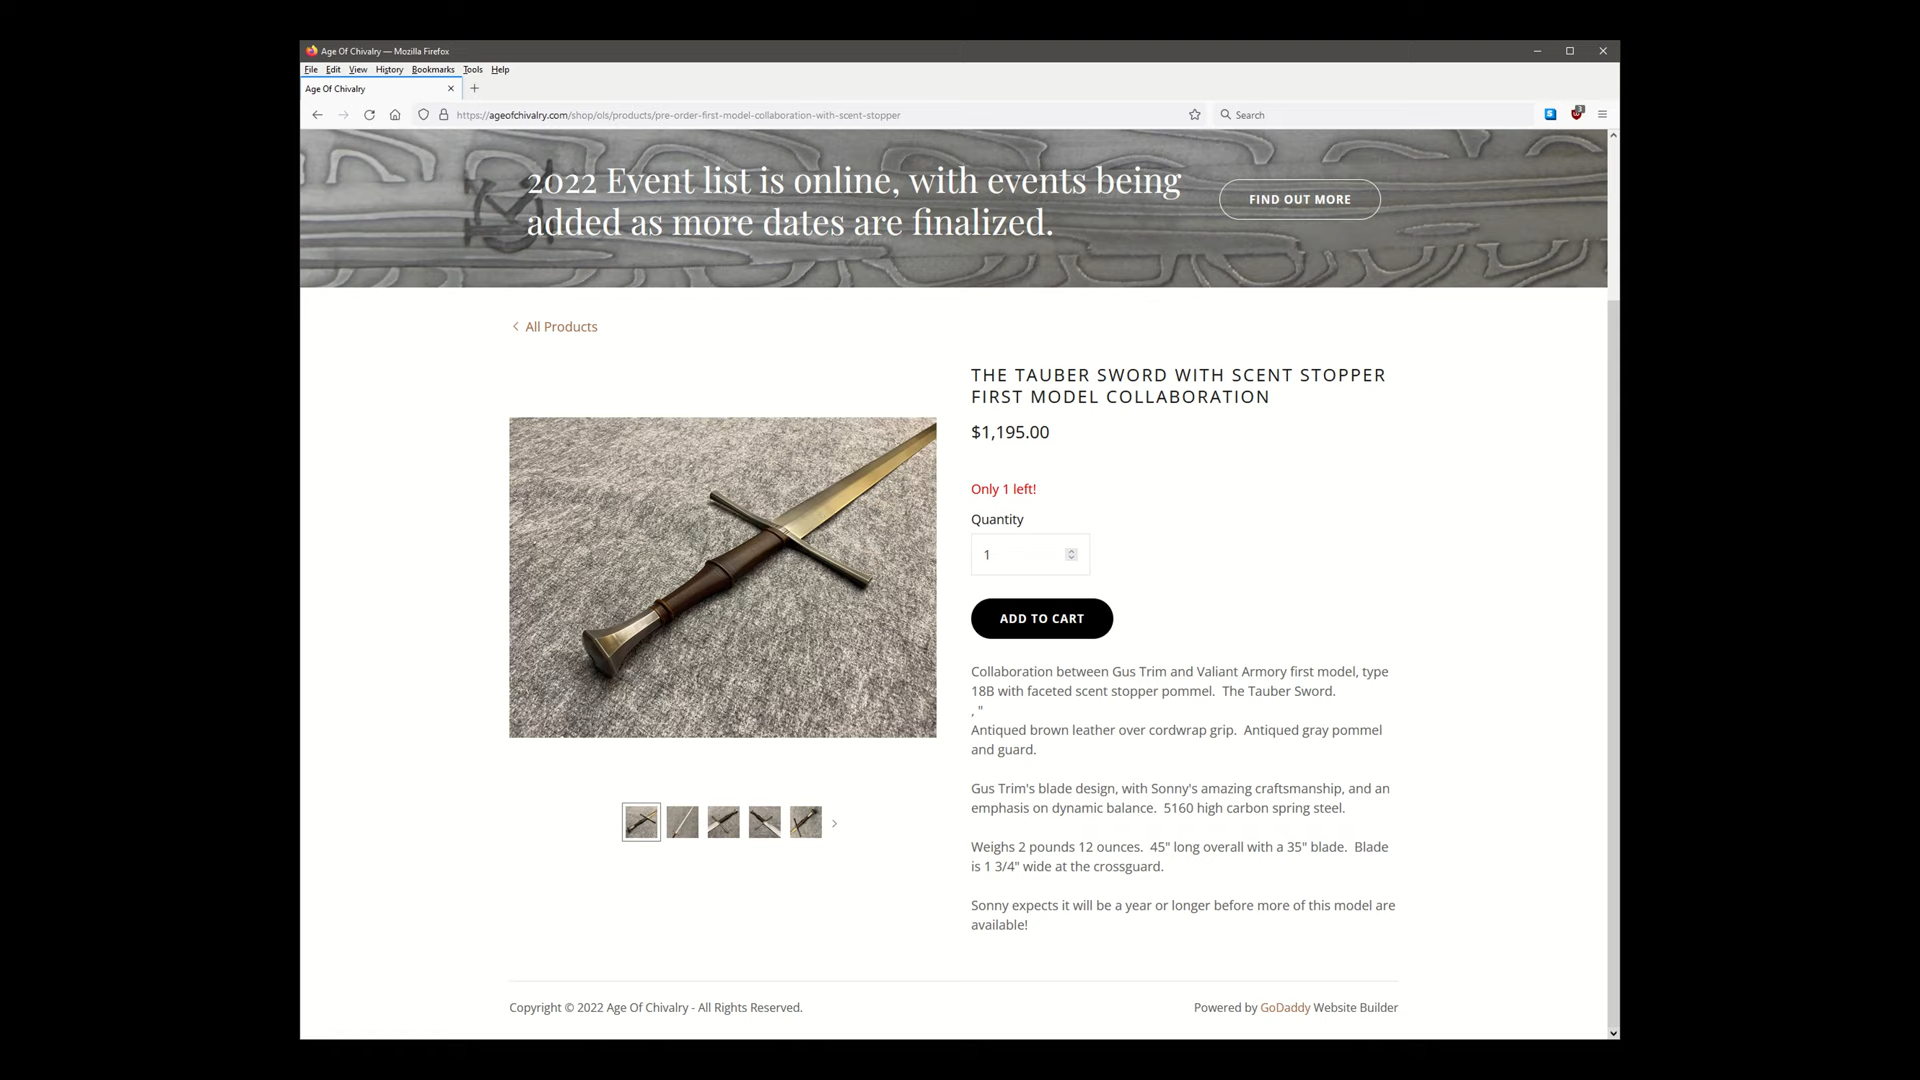 Age Of Chivalry — Mozilla Firefox
File Edit View History Bookmarks Tools Help
Age Of Chivalry
https://ageofchivalry.com/shop/ols/products/pre-order-first-model-collaboration-with-scent-stopper
Search
3
2022 Event list is online, with events being
added as more dates are finalized.
FIND OUT MORE
All Products
THE TAUBER SWORD WITH SCENT STOPPER
FIRST MODEL COLLABORATION
$1,195.00
Only 1 left!
Quantity
1
ADD TO CART
Collaboration between Gus Trim and Valiant Armory first model, type
18B with faceted scent stopper pommel.  The Tauber Sword.
, "
Antiqued brown leather over cordwrap grip.  Antiqued gray pommel
and guard.
Gus Trim's blade design, with Sonny's amazing craftsmanship, and an
emphasis on dynamic balance.  5160 high carbon spring steel.
Weighs 2 pounds 12 ounces.  45" long overall with a 35" blade.  Blade
is 1 3/4" wide at the crossguard.
Sonny expects it will be a year or longer before more of this model are
available!
Copyright © 2022 Age Of Chivalry - All Rights Reserved.
Powered by GoDaddy Website Builder